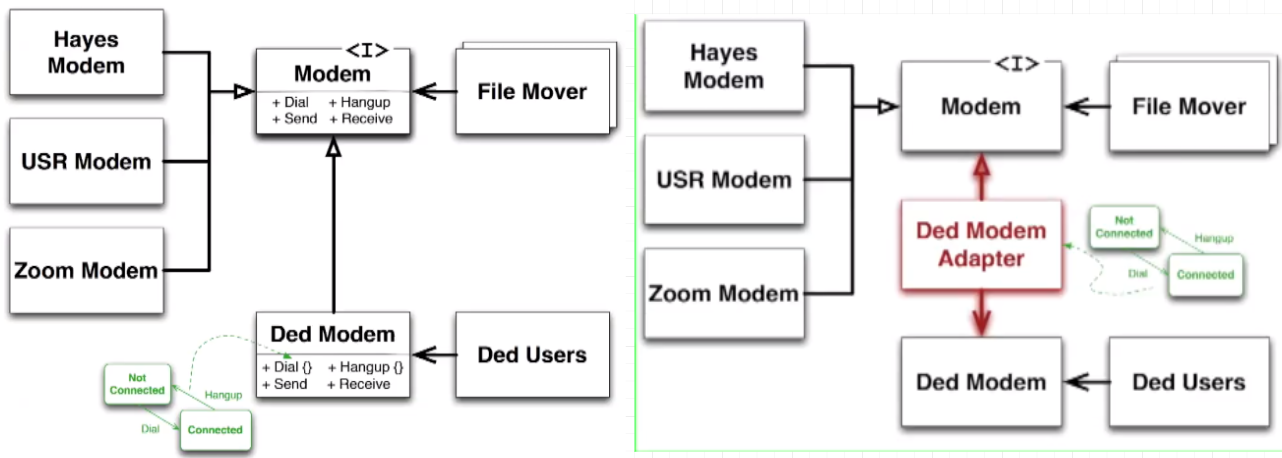 Hayes
Modem
USR Modem
Zoom Modem
<I>
Modem
+ Dial + Hangup
+ Send + Receive
File Mover
Ded Modem
+ Dial {} + Hangup {}
+ Send + Receive
Ded Users
Not
Connected
Hangup
Dial
Connected
Hayes
Modem
USR Modem
Zoom Modem
<I>
Modem
File Mover
Ded Modem
Adapter
Not
Connected
Hangup
Dial
Connected
Ded Modem
Ded Users